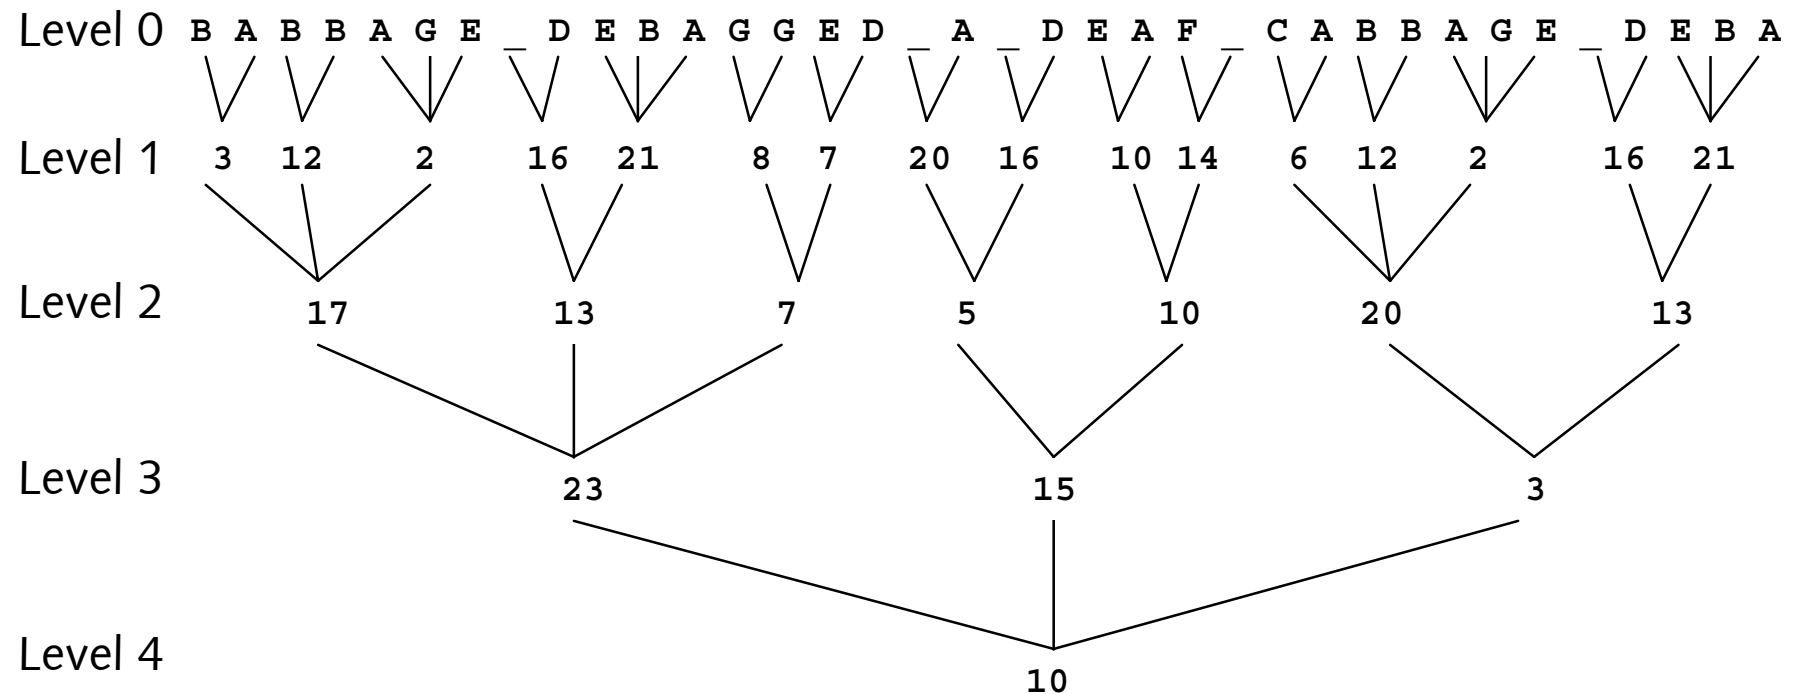 Level 0 B A B B A G E _ D E B A G G E D _ A _ D E A F _ C A B B A G E _ D E B A
Level 1 3 12 2 16 21 8 7 20 16 10 14 6 12 2 16 21
Level 2 17 13 7 5 10 20 13
Level 3 23 15 3
Level 4 10